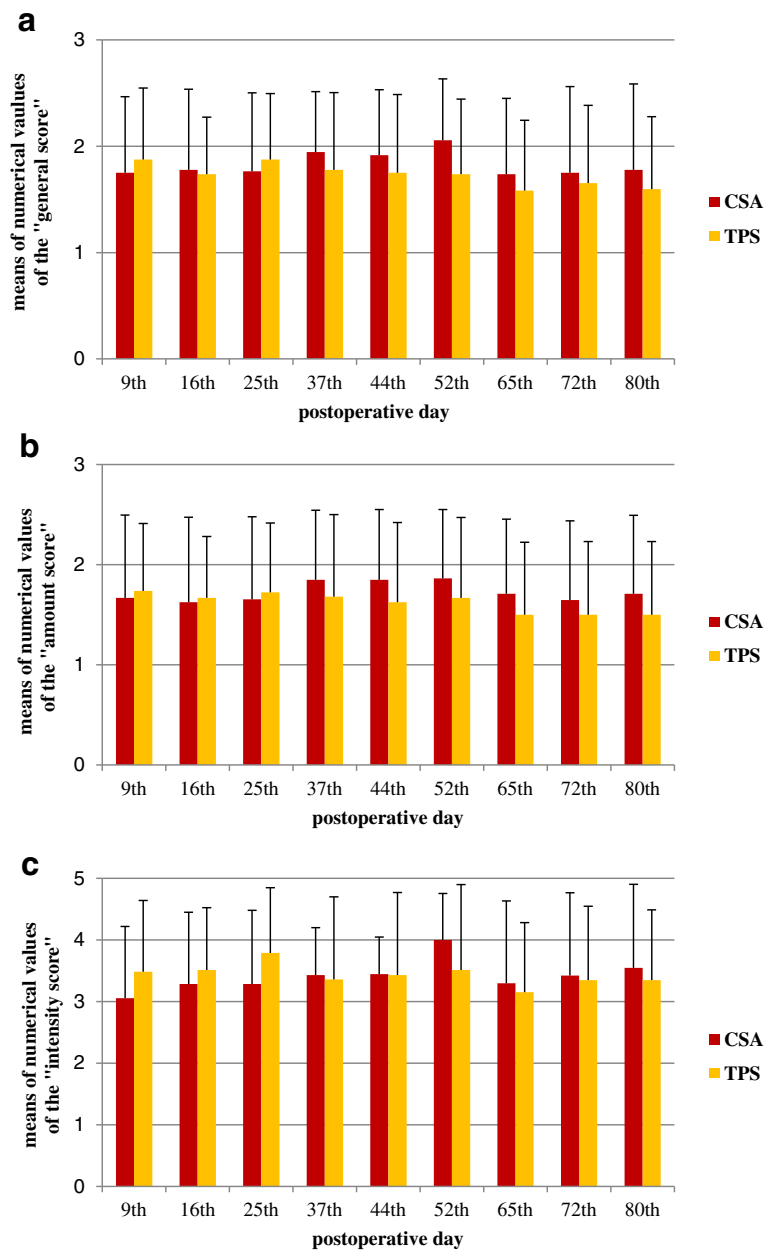 a
means of numerical vaulues
of the "general score"
3
2
1
0
9th 16th 25th 37th 44th 52th 65th 72th 80th
postoperative day
CSA
TPS
b
means of numerical values
of the "amount score"
3
2
1
0
9th 16th 25th 37th 44th 52th 65th 72th 80th
postoperative day
CSA
TPS
c
means of numerical values
of the "intensity score"
5
4
3
2
1
0
9th 16th 25th 37th 44th 52th 65th 72th 80th
postoperative day
CSA
TPS